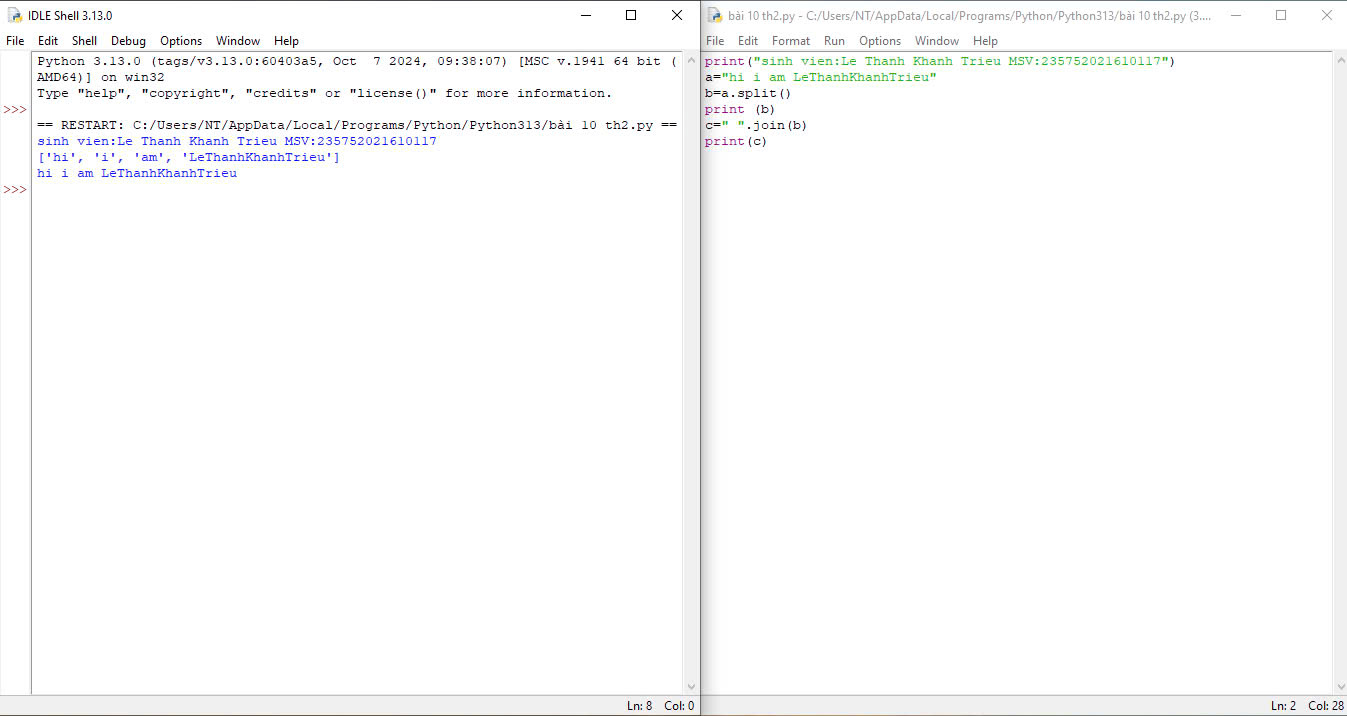 IDLE Shell 3.13.0
File Edit Shell Debug Options Window Help
Python 3.13.0 (tags/v3.13.0:60403a5, Oct  7 2024, 09:38:07) [MSC v.1941 64 bit (
AMD64)] on win32
Type "help", "copyright", "credits" or "license()" for more information.
>>>
== RESTART: C:/Users/NT/AppData/Local/Programs/Python/Python313/bài 10 th2.py ==
sinh vien:Le Thanh Khanh Trieu MSV:235752021610117
['hi', 'i', 'am', 'LeThanhKhanhTrieu']
hi i am LeThanhKhanhTrieu
>>>
Ln: 8 Col: 0
bài 10 th2.py - C:/Users/NT/AppData/Local/Programs/Python/Python313/bài 10 th2.py (3....
File Edit Format Run Options Window Help
print("sinh vien:Le Thanh Khanh Trieu MSV:235752021610117")
a="hi i am LeThanhKhanhTrieu"
b=a.split()
print (b)
c=" ".join(b)
print(c)
Ln: 2 Col: 28